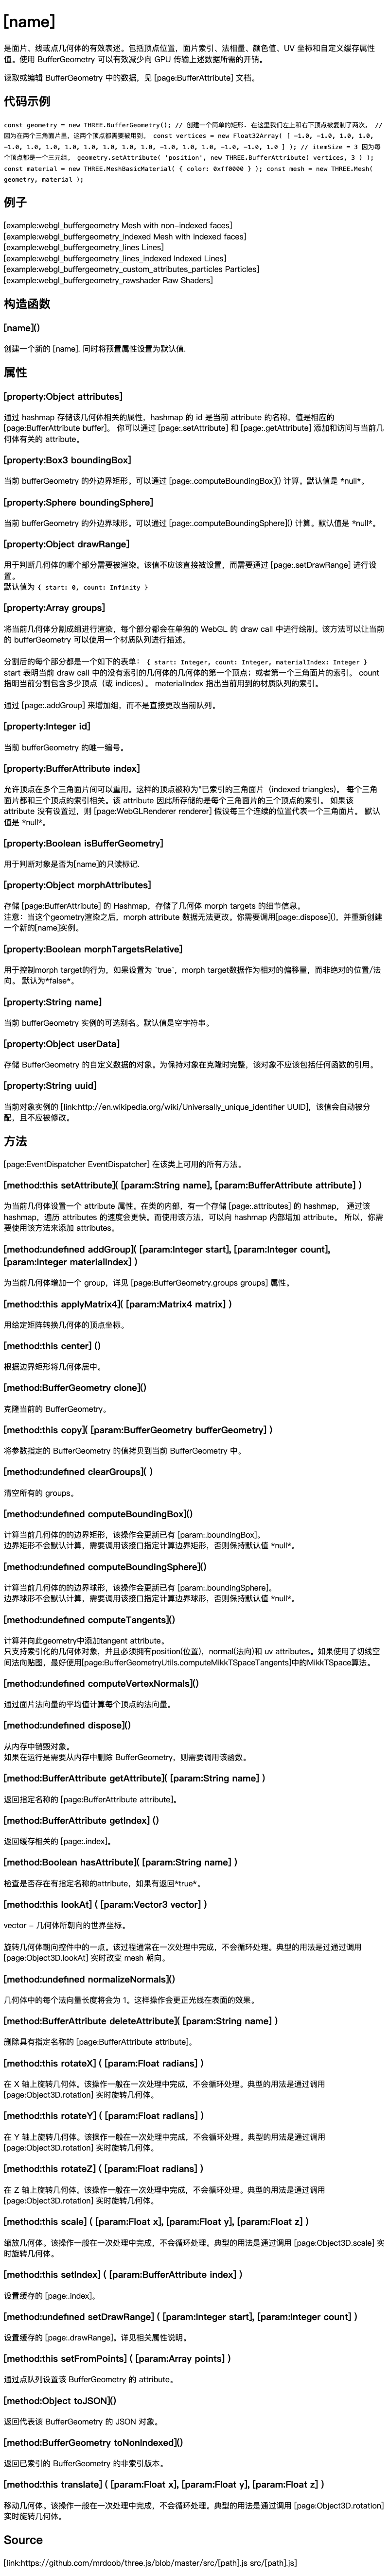 [name]
是面片、线或点几何体的有效表述。包括顶点位置，面片索引、法相量、颜色值、UV 坐标和自定义缓存属性
值。使用 BufferGeometry 可以有效减少向 GPU 传输上述数据所需的开销。
读取或编辑 BufferGeometry 中的数据，见 [page:BufferAttribute] 文档。
代码示例
const geometry = new THREE.BufferGeometry(); // 创建一个简单的矩形. 在这里我们左上和右下顶点被复制了两次。 //
因为在两个三角面片里，这两个顶点都需要被用到。 const vertices = new Float32Array( [ -1.0, -1.0, 1.0, 1.0,
-1.0, 1.0, 1.0, 1.0, 1.0, 1.0, 1.0, 1.0, -1.0, 1.0, 1.0, -1.0, -1.0, 1.0 ] ); // itemSize = 3 因为每
个顶点都是一个三元组。 geometry.setAttribute( 'position', new THREE.BufferAttribute( vertices, 3 ) );
const material = new THREE.MeshBasicMaterial( { color: 0xff0000 } ); const mesh = new THREE.Mesh(
geometry, material );
例子
[example:webgl_buffergeometry Mesh with non-indexed faces]
[example:webgl_buffergeometry_indexed Mesh with indexed faces]
[example:webgl_buffergeometry_lines Lines]
[example:webgl_buffergeometry_lines_indexed Indexed Lines]
[example:webgl_buffergeometry_custom_attributes_particles Particles]
[example:webgl_buffergeometry_rawshader Raw Shaders]
构造函数
[name]()
创建一个新的 [name]. 同时将预置属性设置为默认值.
属性
[property:Object attributes]
通过 hashmap 存储该几何体相关的属性，hashmap 的 id 是当前 attribute 的名称，值是相应的
[page:BufferAttribute buffer]。 你可以通过 [page:.setAttribute] 和 [page:.getAttribute] 添加和访问与当前几
何体有关的 attribute。
[property:Box3 boundingBox]
当前 bufferGeometry 的外边界矩形。可以通过 [page:.computeBoundingBox]() 计算。默认值是 *null*。
[property:Sphere boundingSphere]
当前 bufferGeometry 的外边界球形。可以通过 [page:.computeBoundingSphere]() 计算。默认值是 *null*。
[property:Object drawRange]
用于判断几何体的哪个部分需要被渲染。该值不应该直接被设置，而需要通过 [page:.setDrawRange] 进行设
置。
默认值为 { start: 0, count: Infinity }
[property:Array groups]
将当前几何体分割成组进行渲染，每个部分都会在单独的 WebGL 的 draw call 中进行绘制。该方法可以让当前
的 bufferGeometry 可以使用一个材质队列进行描述。
分割后的每个部分都是一个如下的表单： { start: Integer, count: Integer, materialIndex: Integer }
start 表明当前 draw call 中的没有索引的几何体的几何体的第一个顶点；或者第一个三角面片的索引。 count
指明当前分割包含多少顶点（或 indices）。 materialIndex 指出当前用到的材质队列的索引。
通过 [page:.addGroup] 来增加组，而不是直接更改当前队列。
[property:Integer id]
当前 bufferGeometry 的唯一编号。
[property:BufferAttribute index]
允许顶点在多个三角面片间可以重用。这样的顶点被称为"已索引的三角面片（indexed triangles)。 每个三角
面片都和三个顶点的索引相关。该 attribute 因此所存储的是每个三角面片的三个顶点的索引。 如果该
attribute 没有设置过，则 [page:WebGLRenderer renderer] 假设每三个连续的位置代表一个三角面片。 默认
值是 *null*。
[property:Boolean isBufferGeometry]
用于判断对象是否为[name]的只读标记.
[property:Object morphAttributes]
存储 [page:BufferAttribute] 的 Hashmap，存储了几何体 morph targets 的细节信息。
注意：当这个geometry渲染之后，morph attribute 数据无法更改。你需要调用[page:.dispose]()，并重新创建
一个新的[name]实例。
[property:Boolean morphTargetsRelative]
用于控制morph target的行为，如果设置为 `true`，morph target数据作为相对的偏移量，而非绝对的位置/法
向。 默认为*false*。
[property:String name]
当前 bufferGeometry 实例的可选别名。默认值是空字符串。
[property:Object userData]
存储 BufferGeometry 的自定义数据的对象。为保持对象在克隆时完整，该对象不应该包括任何函数的引用。
[property:String uuid]
当前对象实例的 [link:http://en.wikipedia.org/wiki/Universally_unique_identifier UUID]，该值会自动被分
配，且不应被修改。
方法
[page:EventDispatcher EventDispatcher] 在该类上可用的所有方法。
[method:this setAttribute]( [param:String name], [param:BufferAttribute attribute] )
为当前几何体设置一个 attribute 属性。在类的内部，有一个存储 [page:.attributes] 的 hashmap， 通过该
hashmap，遍历 attributes 的速度会更快。而使用该方法，可以向 hashmap 内部增加 attribute。 所以，你需
要使用该方法来添加 attributes。
[method:undefined addGroup]( [param:Integer start], [param:Integer count],
[param:Integer materialIndex] )
为当前几何体增加一个 group，详见 [page:BufferGeometry.groups groups] 属性。
[method:this applyMatrix4]( [param:Matrix4 matrix] )
用给定矩阵转换几何体的顶点坐标。
[method:this center] ()
根据边界矩形将几何体居中。
[method:BufferGeometry clone]()
克隆当前的 BufferGeometry。
[method:this copy]( [param:BufferGeometry bufferGeometry] )
将参数指定的 BufferGeometry 的值拷贝到当前 BufferGeometry 中。
[method:undefined clearGroups]( )
清空所有的 groups。
[method:undefined computeBoundingBox]()
计算当前几何体的的边界矩形，该操作会更新已有 [param:.boundingBox]。
边界矩形不会默认计算，需要调用该接口指定计算边界矩形，否则保持默认值 *null*。
[method:undefined computeBoundingSphere]()
计算当前几何体的的边界球形，该操作会更新已有 [param:.boundingSphere]。
边界球形不会默认计算，需要调用该接口指定计算边界球形，否则保持默认值 *null*。
[method:undefined computeTangents]()
计算并向此geometry中添加tangent attribute。
只支持索引化的几何体对象，并且必须拥有position(位置)，normal(法向)和 uv attributes。如果使用了切线空
间法向贴图，最好使用[page:BufferGeometryUtils.computeMikkTSpaceTangents]中的MikkTSpace算法。
[method:undefined computeVertexNormals]()
通过面片法向量的平均值计算每个顶点的法向量。
[method:undefined dispose]()
从内存中销毁对象。
如果在运行是需要从内存中删除 BufferGeometry，则需要调用该函数。
[method:BufferAttribute getAttribute]( [param:String name] )
返回指定名称的 [page:BufferAttribute attribute]。
[method:BufferAttribute getIndex] ()
返回缓存相关的 [page:.index]。
[method:Boolean hasAttribute]( [param:String name] )
检查是否存在有指定名称的attribute，如果有返回*true*。
[method:this lookAt] ( [param:Vector3 vector] )
vector - 几何体所朝向的世界坐标。
旋转几何体朝向控件中的一点。该过程通常在一次处理中完成，不会循环处理。典型的用法是过通过调用
[page:Object3D.lookAt] 实时改变 mesh 朝向。
[method:undefined normalizeNormals]()
几何体中的每个法向量长度将会为 1。这样操作会更正光线在表面的效果。
[method:BufferAttribute deleteAttribute]( [param:String name] )
删除具有指定名称的 [page:BufferAttribute attribute]。
[method:this rotateX] ( [param:Float radians] )
在 X 轴上旋转几何体。该操作一般在一次处理中完成，不会循环处理。典型的用法是通过调用
[page:Object3D.rotation] 实时旋转几何体。
[method:this rotateY] ( [param:Float radians] )
在 Y 轴上旋转几何体。该操作一般在一次处理中完成，不会循环处理。典型的用法是通过调用
[page:Object3D.rotation] 实时旋转几何体。
[method:this rotateZ] ( [param:Float radians] )
在 Z 轴上旋转几何体。该操作一般在一次处理中完成，不会循环处理。典型的用法是通过调用
[page:Object3D.rotation] 实时旋转几何体。
[method:this scale] ( [param:Float x], [param:Float y], [param:Float z] )
缩放几何体。该操作一般在一次处理中完成，不会循环处理。典型的用法是通过调用 [page:Object3D.scale] 实
时旋转几何体。
[method:this setIndex] ( [param:BufferAttribute index] )
设置缓存的 [page:.index]。
[method:undefined setDrawRange] ( [param:Integer start], [param:Integer count] )
设置缓存的 [page:.drawRange]。详见相关属性说明。
[method:this setFromPoints] ( [param:Array points] )
通过点队列设置该 BufferGeometry 的 attribute。
[method:Object toJSON]()
返回代表该 BufferGeometry 的 JSON 对象。
[method:BufferGeometry toNonIndexed]()
返回已索引的 BufferGeometry 的非索引版本。
[method:this translate] ( [param:Float x], [param:Float y], [param:Float z] )
移动几何体。该操作一般在一次处理中完成，不会循环处理。典型的用法是通过调用 [page:Object3D.rotation]
实时旋转几何体。
Source
[link:https://github.com/mrdoob/three.js/blob/master/src/[path].js src/[path].js]